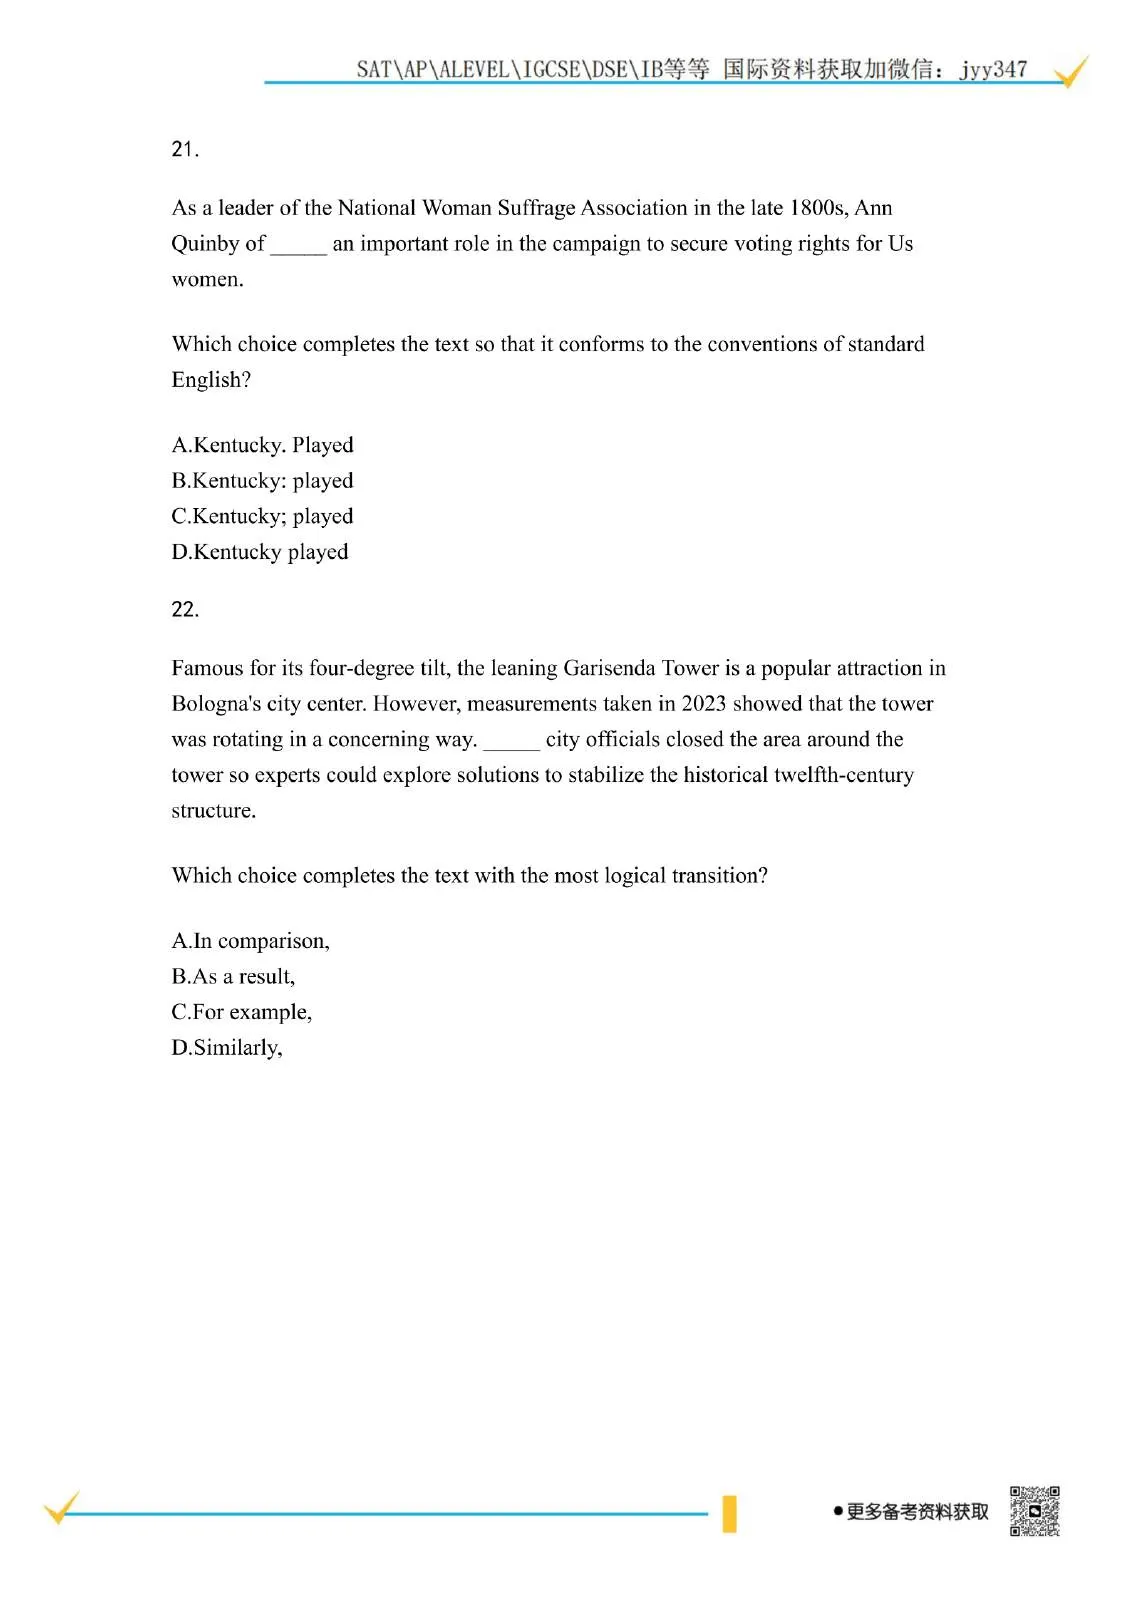 SAT\AP\ALEVEL\IGCSE\DSE\IB等等 国际资料获取加微信：jyy347
21.
As a leader of the National Woman Suffrage Association in the late 1800s, Ann
Quinby of _____ an important role in the campaign to secure voting rights for Us
women.
Which choice completes the text so that it conforms to the conventions of standard
English?
A.Kentucky. Played
B.Kentucky: played
C.Kentucky; played
D.Kentucky played
22.
Famous for its four-degree tilt, the leaning Garisenda Tower is a popular attraction in
Bologna's city center. However, measurements taken in 2023 showed that the tower
was rotating in a concerning way. _____ city officials closed the area around the
tower so experts could explore solutions to stabilize the historical twelfth-century
structure.
Which choice completes the text with the most logical transition?
A.In comparison,
B.As a result,
C.For example,
D.Similarly,
●更多备考资料获取